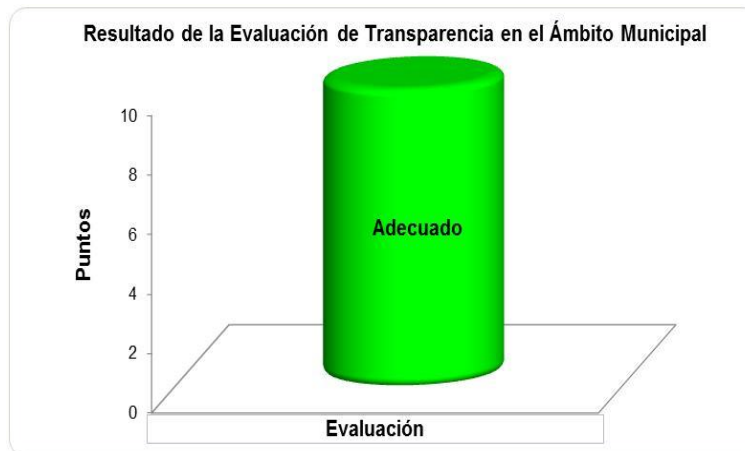 Resultado de la Evaluación de Transparencia en el Ámbito Municipal
10
8
6
4
2
0
Puntos
Adecuado
Evaluación